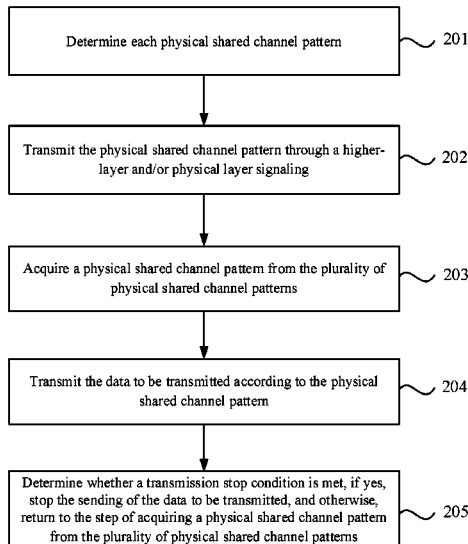 Determine each physical shared channel pattern
201
Transmit the physical shared channel pattern through a higher-
layer and/or physical layer signaling
202
Acquire a physical shared channel pattern from the plurality of
physical shared channel patterns
203
Transmit the data to be transmitted according to the physical
shared channel pattern
204
Determine whether a transmission stop condition is met, if yes,
stop the sending of the data to be transmitted, and otherwise,
return to the step of acquiring a physical shared channel pattern
from the plurality of physical shared channel patterns
205